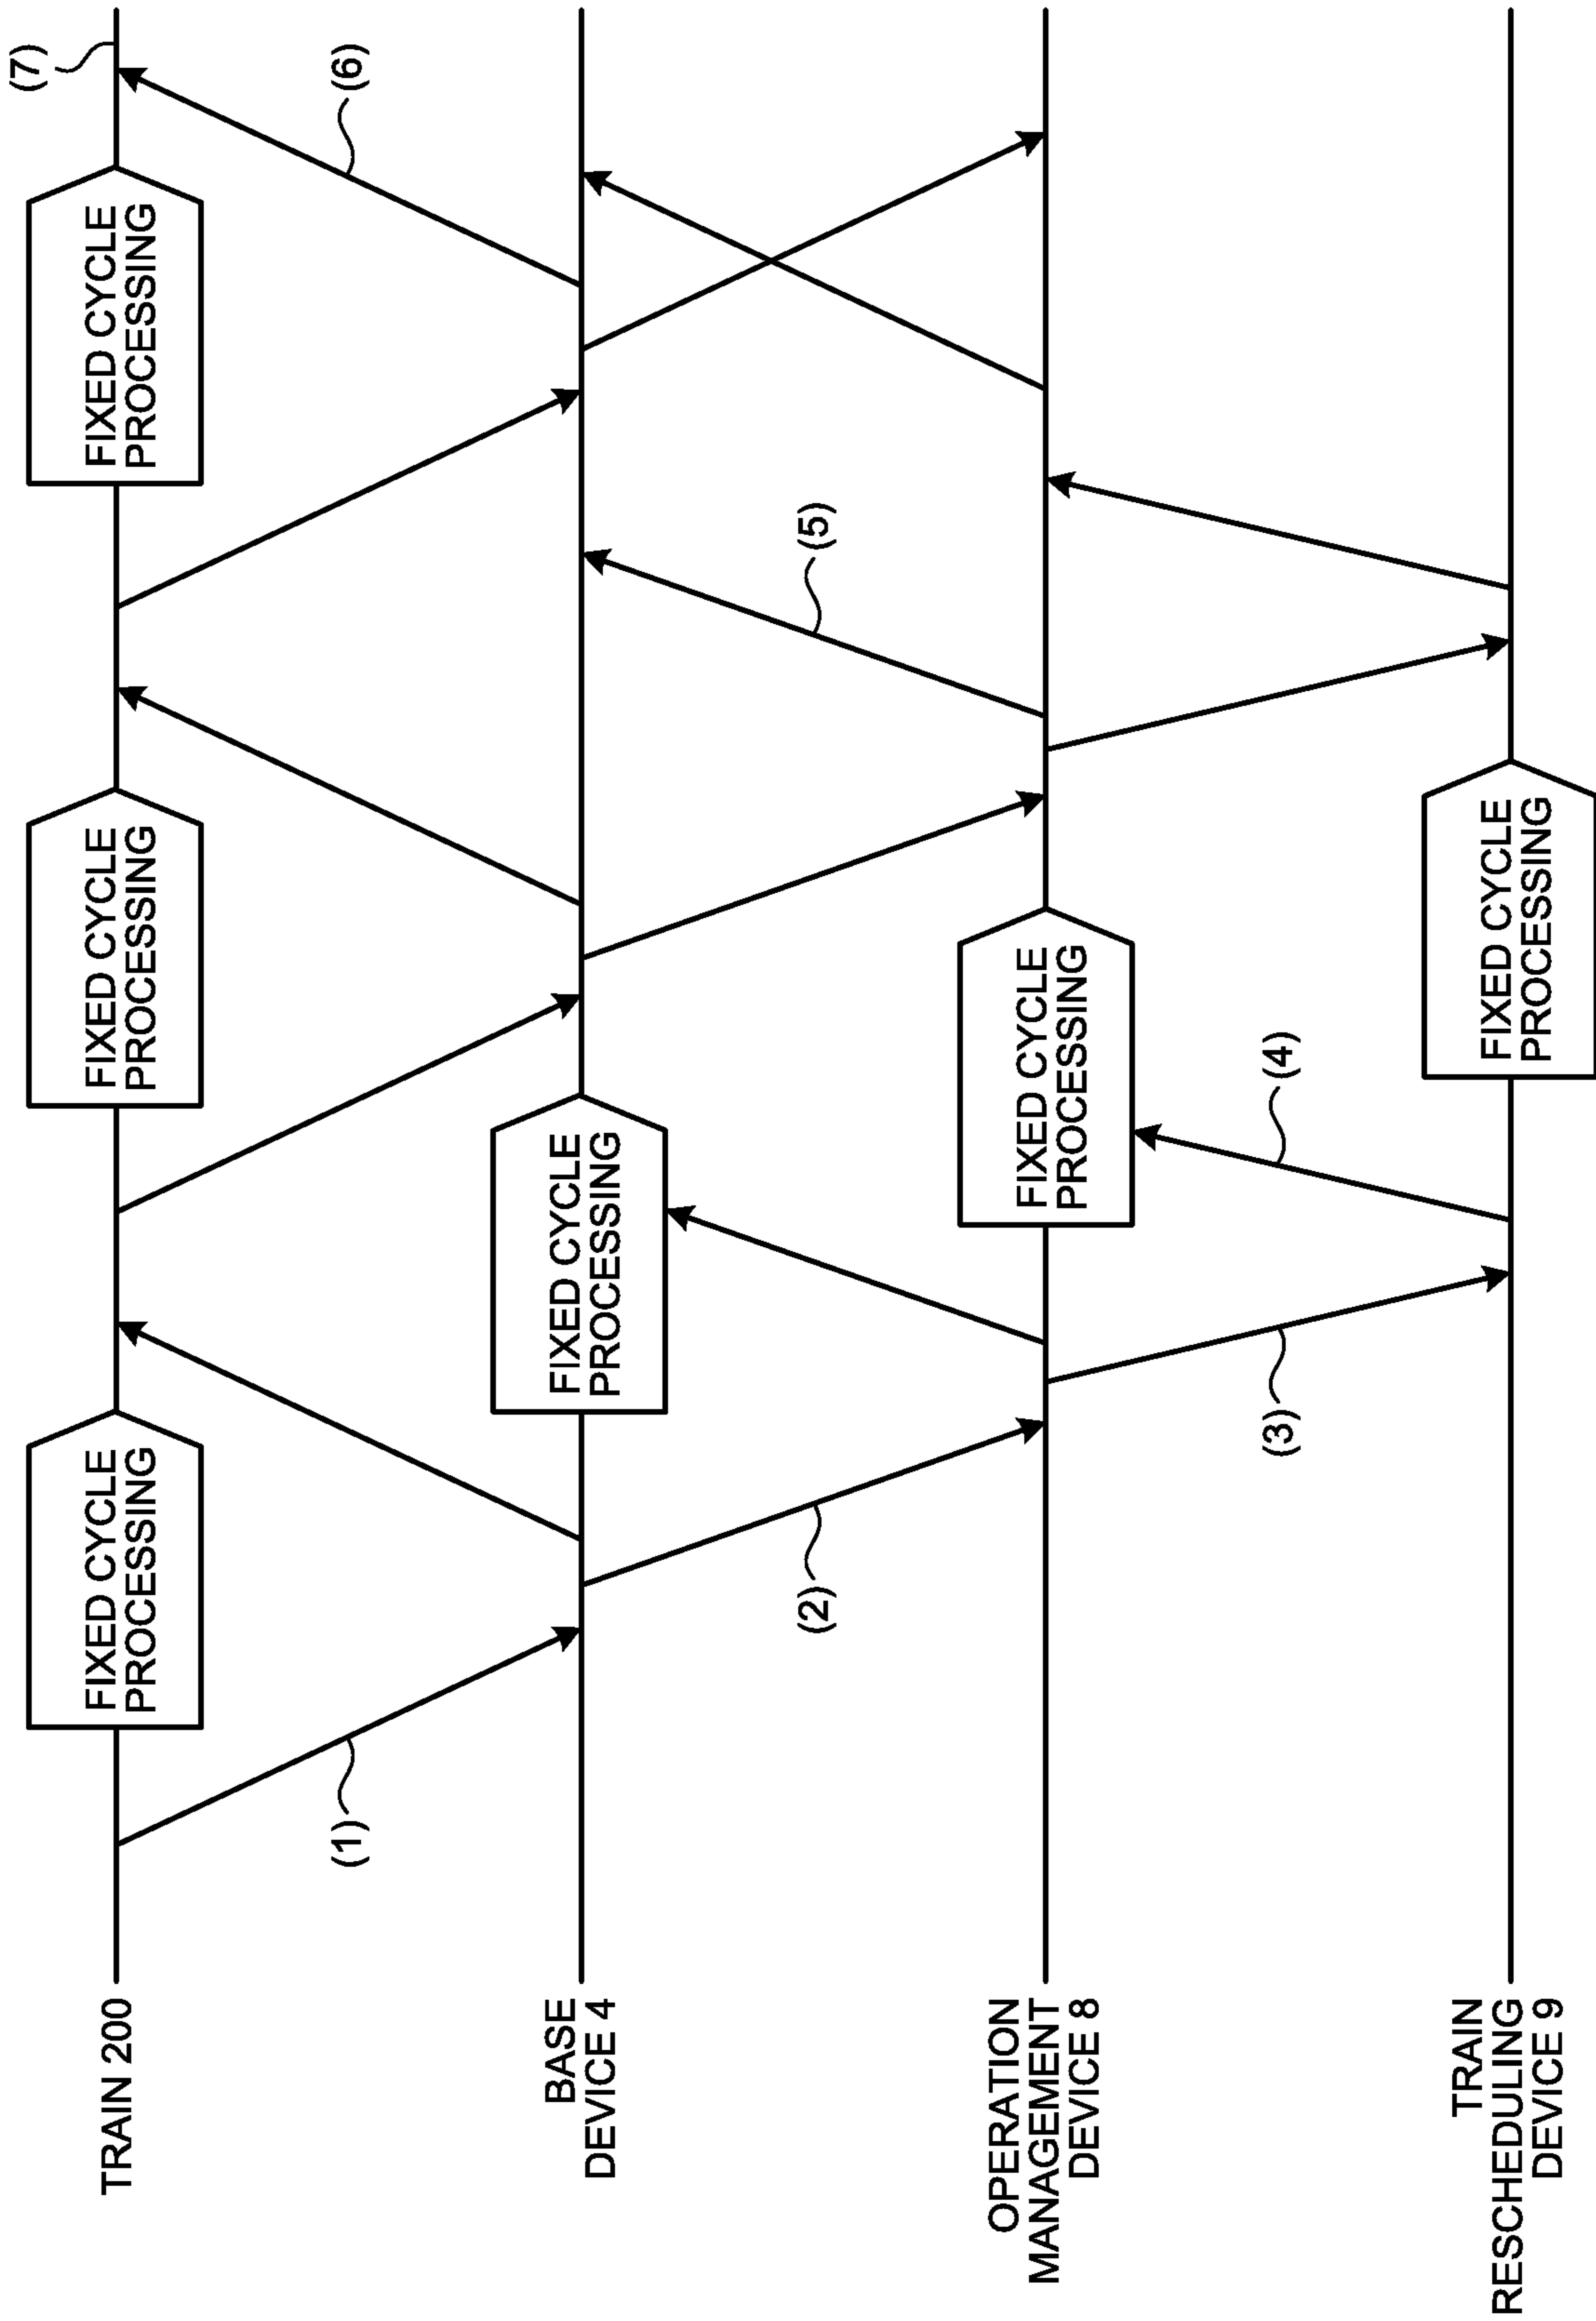 TRAIN 200
FIXED CYCLE
PROCESSING
FIXED CYCLE
PROCESSING
FIXED CYCLE
PROCESSING
(7)
(1)
(6)
BASE
DEVICE 4
FIXED CYCLE
PROCESSING
(2)
(5)
OPERATION
MANAGEMENT
DEVICE 8
FIXED CYCLE
PROCESSING
(3)
(4)
TRAIN
RESCHEDULING
DEVICE 9
FIXED CYCLE
PROCESSING